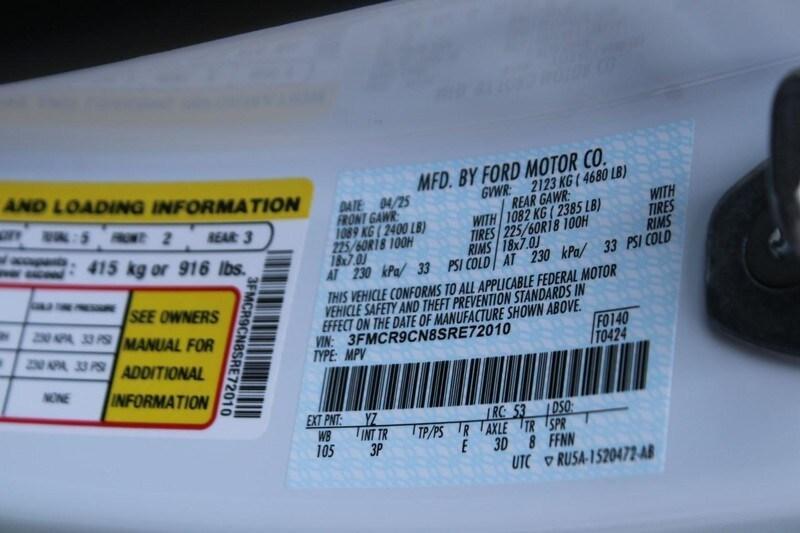 AND LOADING INFORMATION
TOTAL : 5 FRONT: 2 REAR: 3
: 415 kg or 916 lbs.
COLD TIRE PRESSURE
230 KPA, 33 PSI
230 KPA, 33 PSI
NONE
SEE OWNERS
MANUAL FOR
ADDITIONAL
INFORMATION
3FMCR9CN8SRE72010
MFD. BY FORD MOTOR CO.
DATE: 04/25 GVWR: 2123 KG ( 4680 LB)
FRONT GAWR: REAR GAWR:
1089 KG ( 2400 LB) WITH 1082 KG ( 2385 LB) WITH
225/60R18 100H TIRES 225/60R18 100H TIRES
18x7.0J RIMS 18x7.0J RIMS
AT 230 kPa/ 33 PSI COLD AT 230 kPa/ 33 PSI COLD
THIS VEHICLE CONFORMS TO ALL APPLICABLE FEDERAL MOTOR
VEHICLE SAFETY AND THEFT PREVENTION STANDARDS IN
EFFECT ON THE DATE OF MANUFACTURE SHOWN ABOVE.
VIN: 3FMCR9CN8SRE72010 F0140
TYPE: MPV T0424
EXT PNT: YZ RC: 53 DSO:
WB INT TR TP/PS R AXLE TR SPR
105 3P E 3D 8 FFNN
UTC ▽ RU5A-1520472-AB